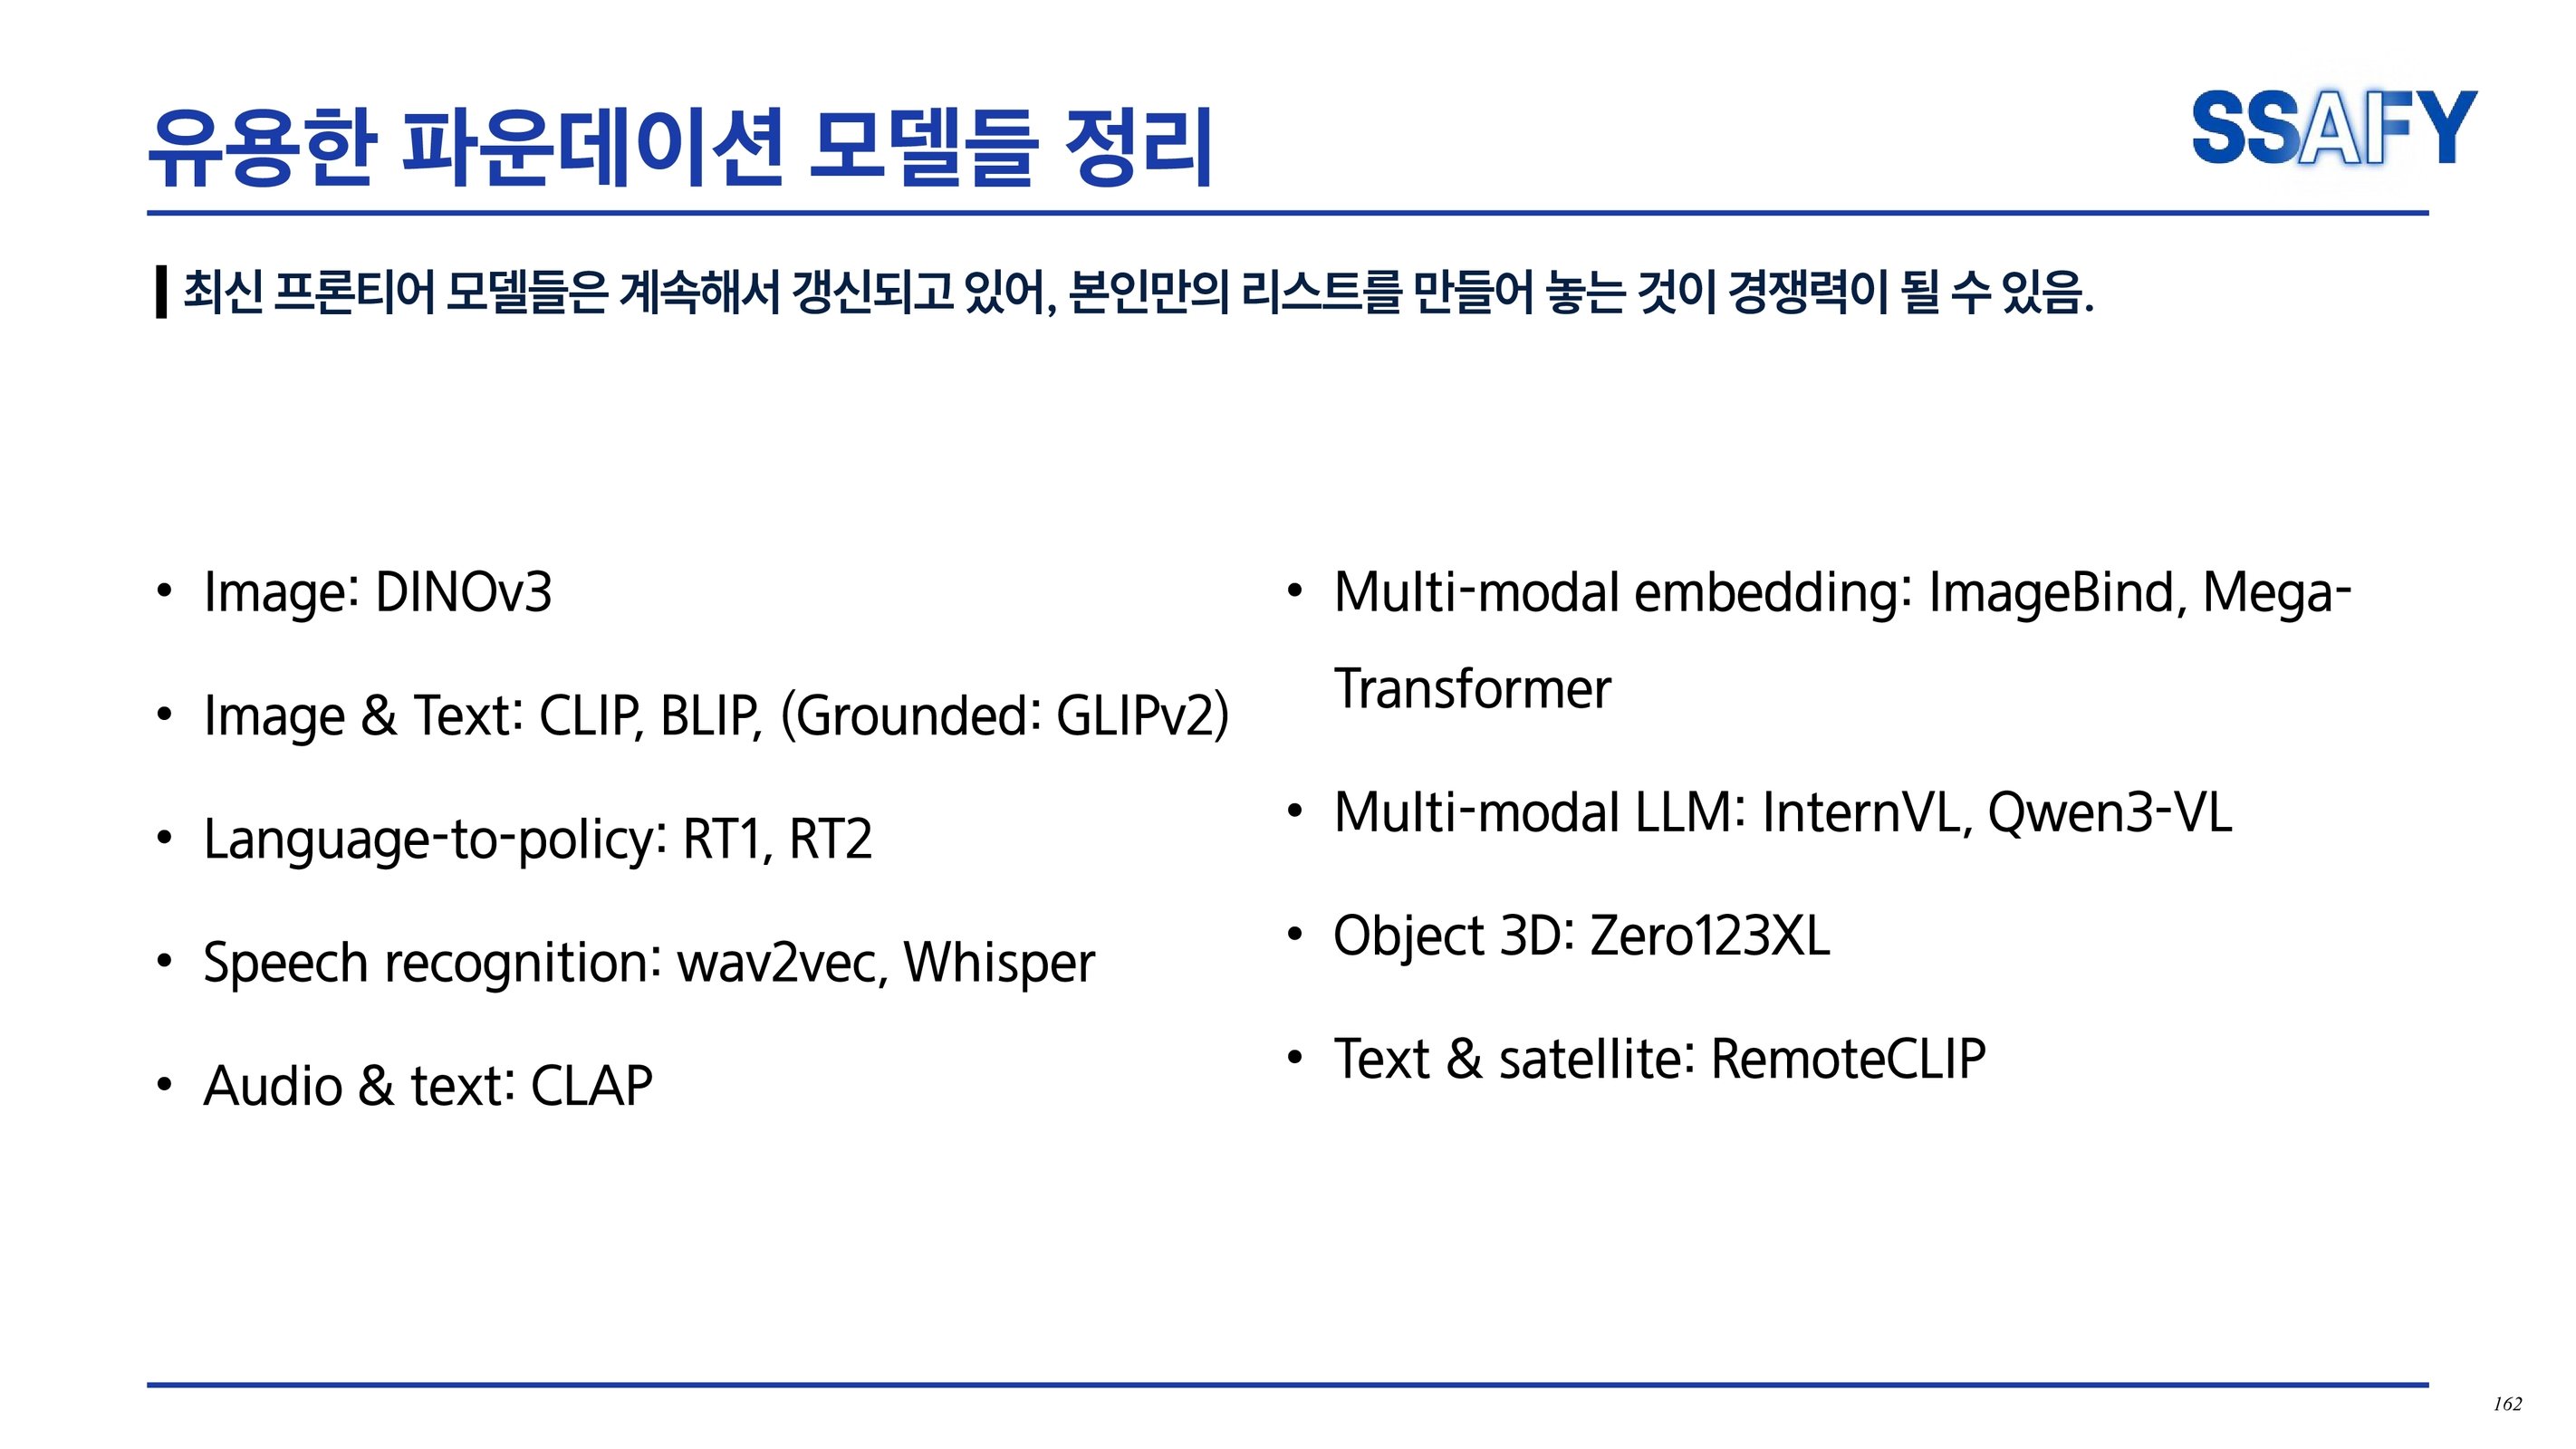 유용한 파운데이션 모델들 정리
SSAFY
최신 프론티어 모델들은 계속해서 갱신되고 있어, 본인만의 리스트를 만들어 놓는 것이 경쟁력이 될 수 있음.
• Image: DINOv3
• Image & Text: CLIP, BLIP, (Grounded: GLIPv2)
• Language-to-policy: RT1, RT2
• Speech recognition: wav2vec, Whisper
• Audio & text: CLAP
• Multi-modal embedding: ImageBind, Mega-
Transformer
• Multi-modal LLM: InternVL, Qwen3-VL
• Object 3D: Zero123XL
• Text & satellite: RemoteCLIP
162